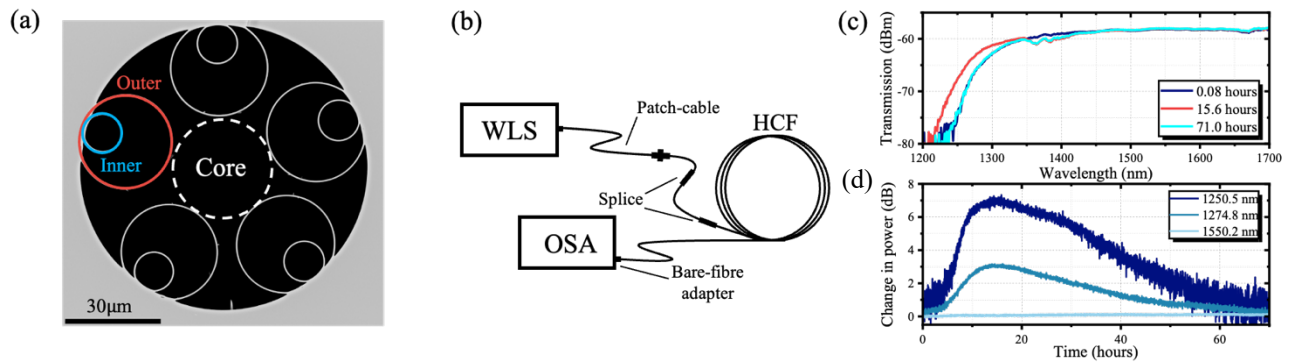 (a)
Outer
Inner
Core
30μm
(b)
WLS
Patch-cable
HCF
Splice
OSA
Bare-fibre
adapter
(c)
Transmission (dBm)
-60
-70
-80
0.08 hours
15.6 hours
71.0 hours
1200 1300 1400 1500 1600 1700
Wavelength (nm)
(d)
Change in power (dB)
8
6
4
2
0
1250.5 nm
1274.8 nm
1550.2 nm
0 20 40 60
Time (hours)